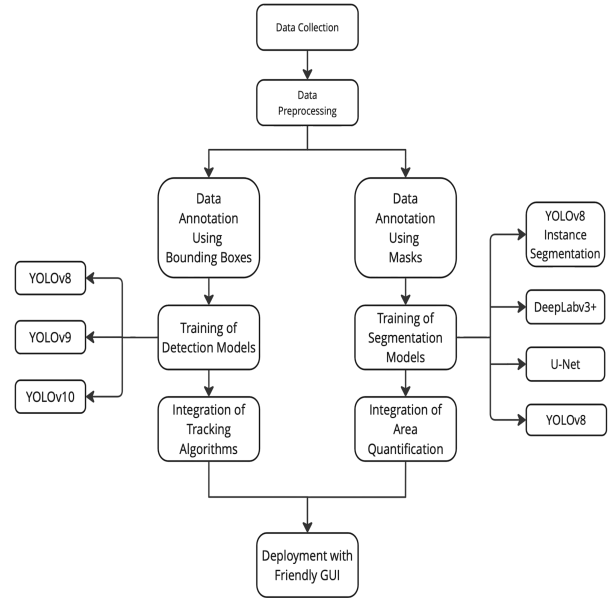 Data Collection
Data
Preprocessing
Data
Annotation
Using
Bounding Boxes
Data
Annotation
Using
Masks
YOLOv8
Instance
Segmentation
YOLOv8
YOLOv9
YOLOv10
Training of
Detection Models
Training of
Segmentation
Models
DeepLabv3+
U-Net
YOLOv8
Integration of
Tracking
Algorithms
Integration of
Area
Quantification
Deployment with
Friendly GUI